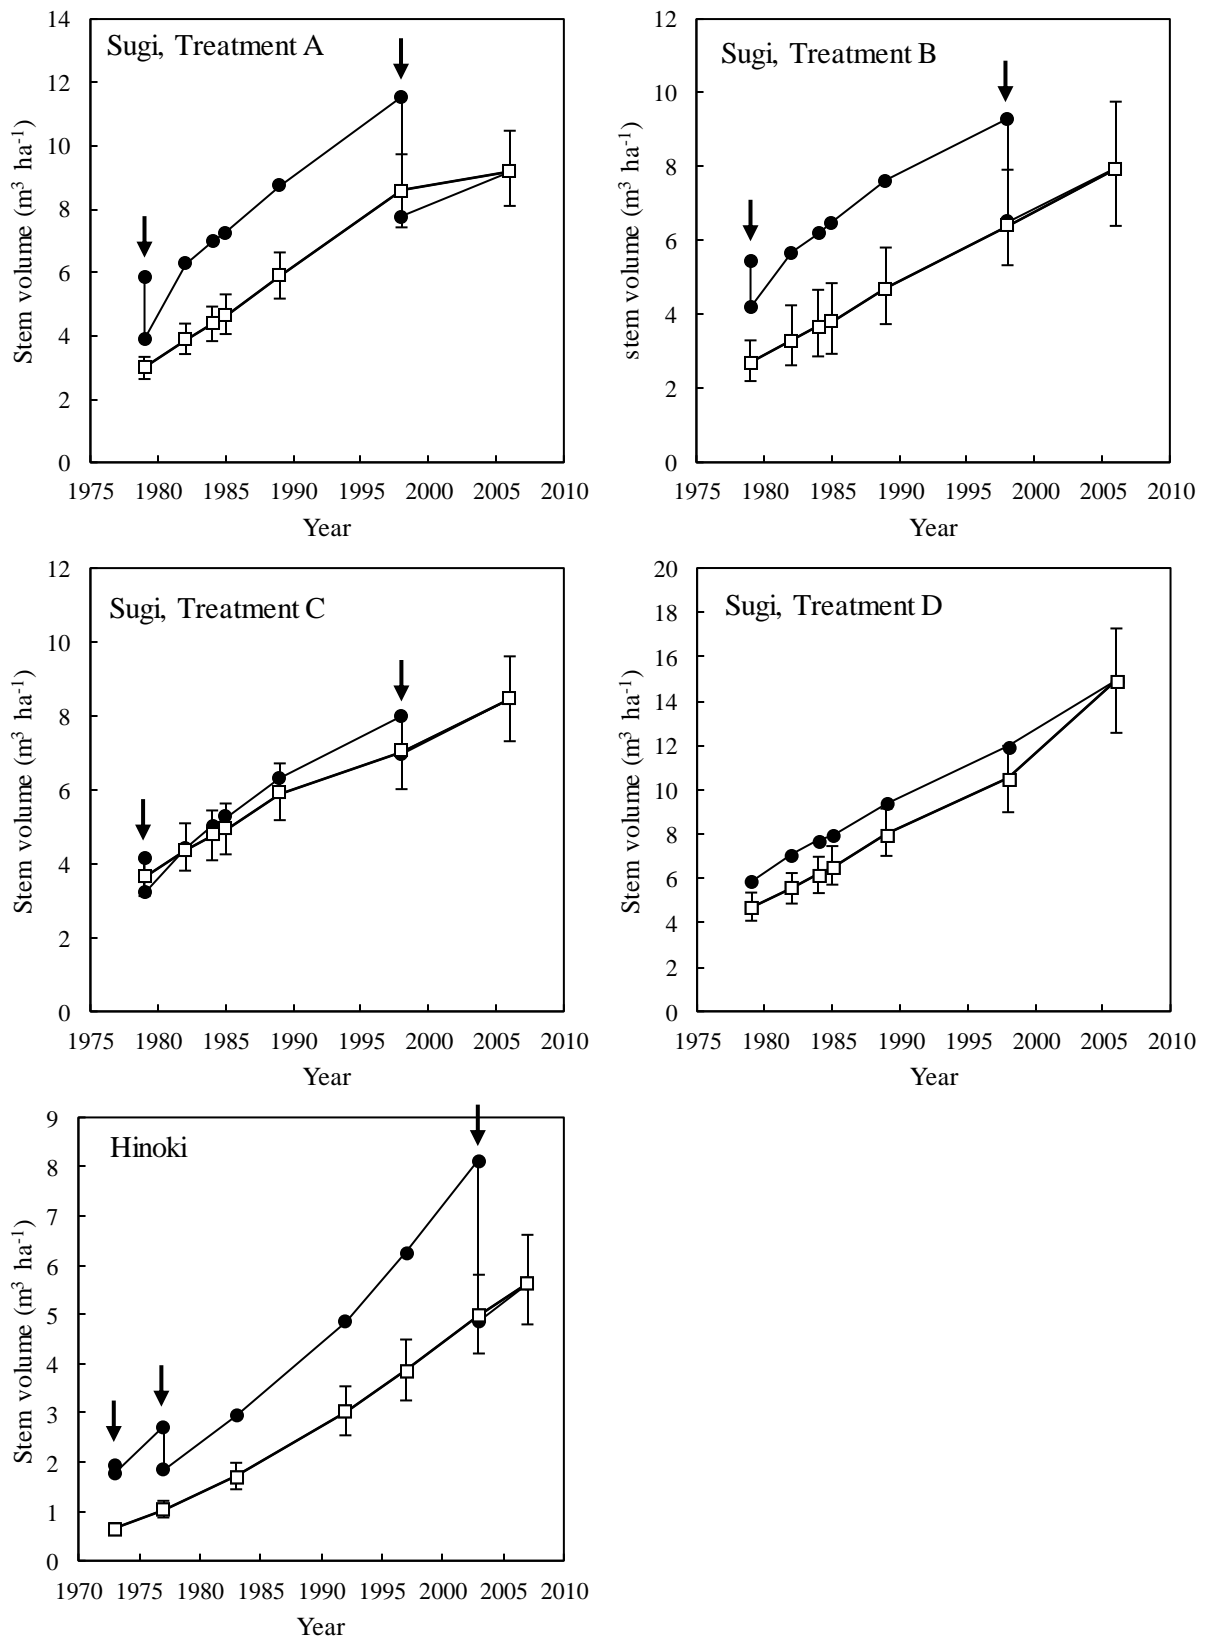 Sugi, Treatment A
Stem volume (m³ ha⁻¹)
14
12
10
8
6
4
2
0
1975 1980 1985 1990 1995 2000 2005 2010
Year
Sugi, Treatment B
stem volume (m³ ha⁻¹)
12
10
8
6
4
2
0
1975 1980 1985 1990 1995 2000 2005 2010
Year
Sugi, Treatment C
Stem volume (m³ ha⁻¹)
12
10
8
6
4
2
0
1975 1980 1985 1990 1995 2000 2005 2010
Year
Sugi, Treatment D
Stem volume (m³ ha⁻¹)
20
18
16
14
12
10
8
6
4
2
0
1975 1980 1985 1990 1995 2000 2005 2010
Year
Hinoki
Stem volume (m³ ha⁻¹)
9
8
7
6
5
4
3
2
1
0
1970 1975 1980 1985 1990 1995 2000 2005 2010
Year